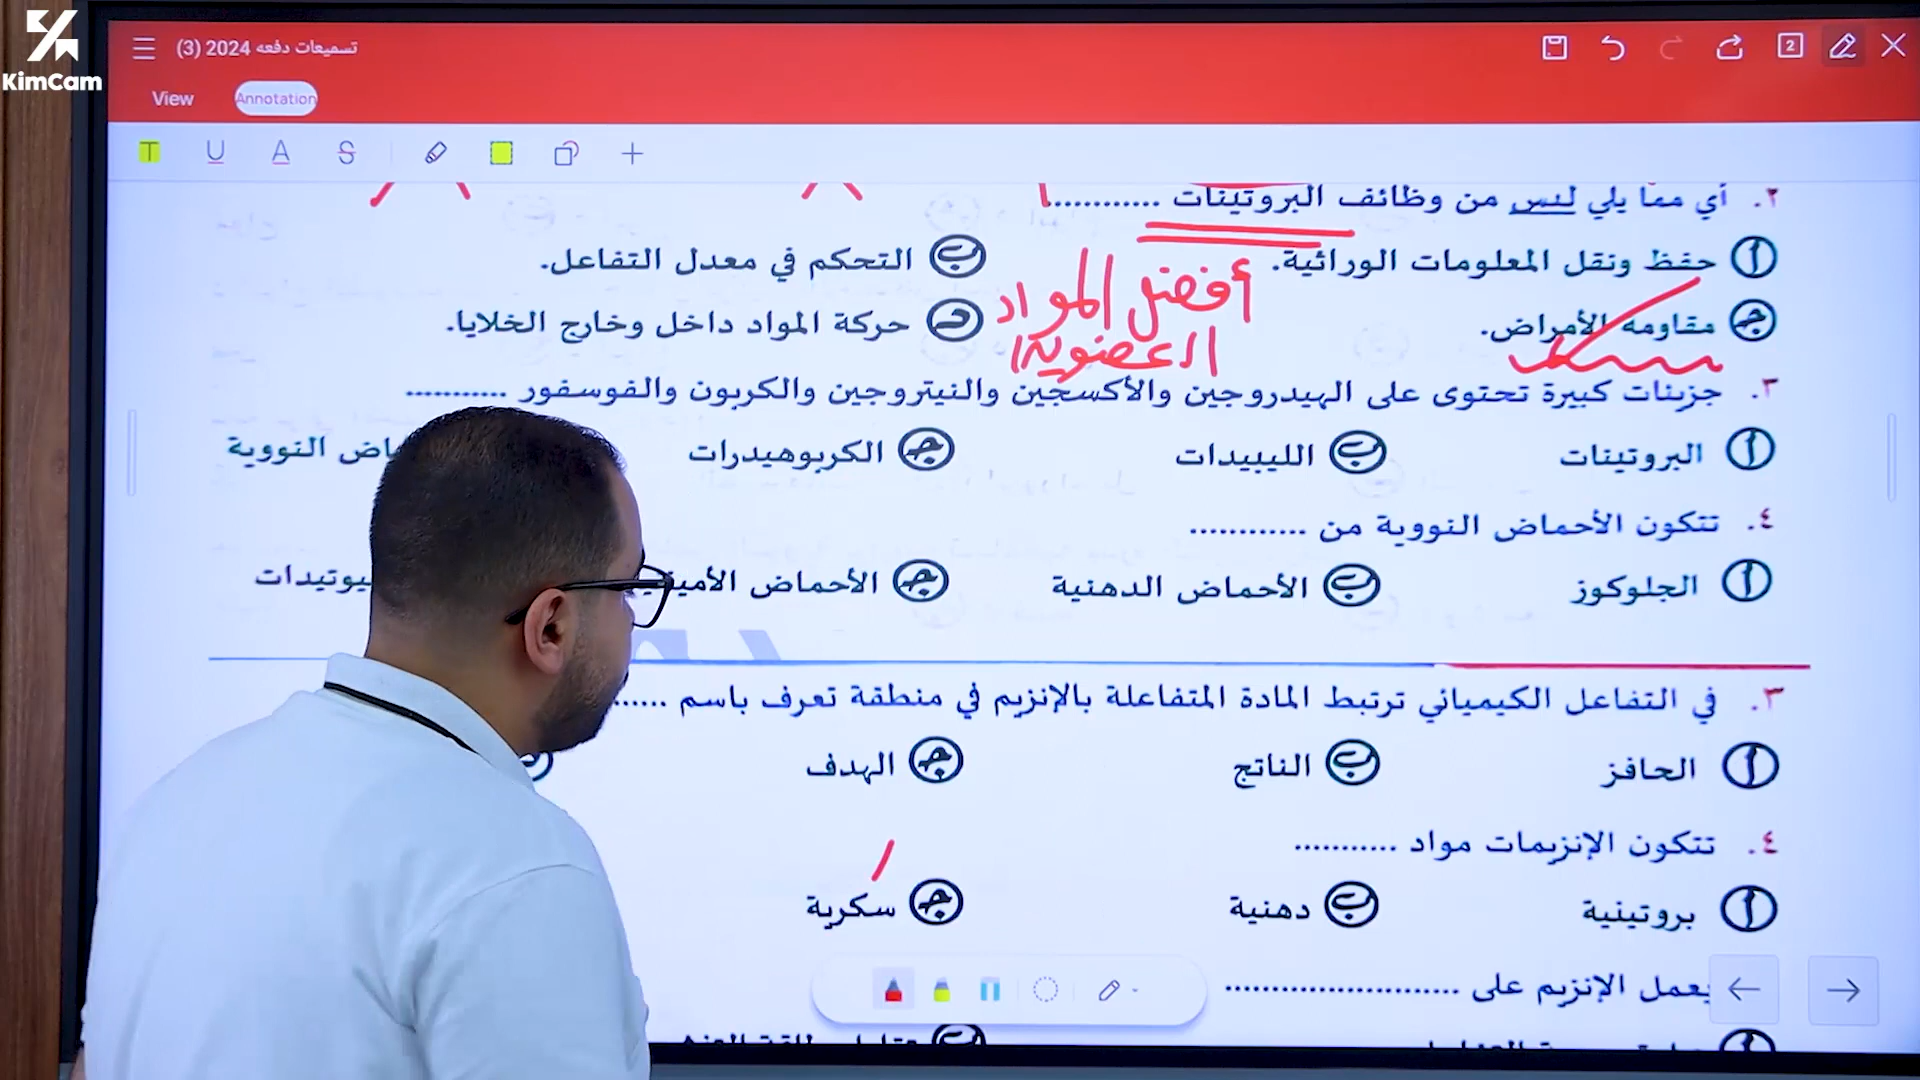 KimCam
تسميعات دفعه 2024 (3)
2
View
Annotation
T U A S
٢. أي مما يلي ليس من وظائف البروتينات ............
أ حفظ ونقل المعلومات الوراثية.
ب التحكم في معدل التفاعل.
أفضل المواد
العضوية
ج مقاومه الأمراض.
د حركة المواد داخل وخارج الخلايا.
٣. جزيئات كبيرة تحتوى على الهيدروجين والأكسجين والنيتروجين والكربون والفوسفور ...........
أ البروتينات
ب الليبيدات
ج الكربوهيدرات
النووية
٤. تتكون الأحماض النووية من ............
أ الجلوكوز
ب الأحماض الدهنية
ج الأحماض
٣. في التفاعل الكيميائي ترتبط المادة المتفاعلة بالإنزيم في منطقة تعرف باسم ......
أ الحافز
ب الناتج
ج الهدف
٤. تتكون الإنزيمات مواد ...........
أ بروتينية
ب دهنية
ج سكرية
يعمل الإنزيم على .........................